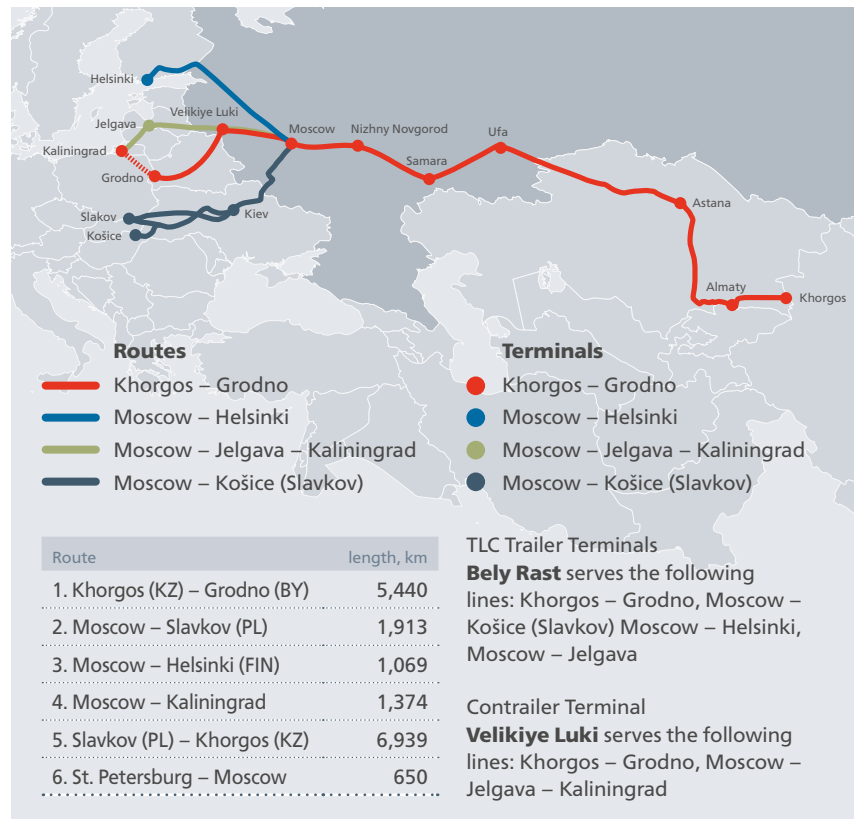 Helsinki
Velikiye Luki
Jelgava
Moscow
Nizhny Novgorod
Ufa
Kaliningrad
Samara
Grodno
Astana
Slakov
Kiev
Košice
Almaty
Khorgos
Routes
Khorgos – Grodno
Moscow – Helsinki
Moscow – Jelgava – Kaliningrad
Moscow – Košice (Slavkov)
Terminals
Khorgos – Grodno
Moscow – Helsinki
Moscow – Jelgava – Kaliningrad
Moscow – Košice (Slavkov)
Route length, km
1. Khorgos (KZ) – Grodno (BY) 5,440
2. Moscow – Slavkov (PL) 1,913
3. Moscow – Helsinki (FIN) 1,069
4. Moscow – Kaliningrad 1,374
5. Slavkov (PL) – Khorgos (KZ) 6,939
6. St. Petersburg – Moscow 650
TLC Trailer Terminals
Bely Rast serves the following
lines: Khorgos – Grodno, Moscow –
Košice (Slavkov) Moscow – Helsinki,
Moscow – Jelgava
Contrailer Terminal
Velikiye Luki serves the following
lines: Khorgos – Grodno, Moscow –
Jelgava – Kaliningrad